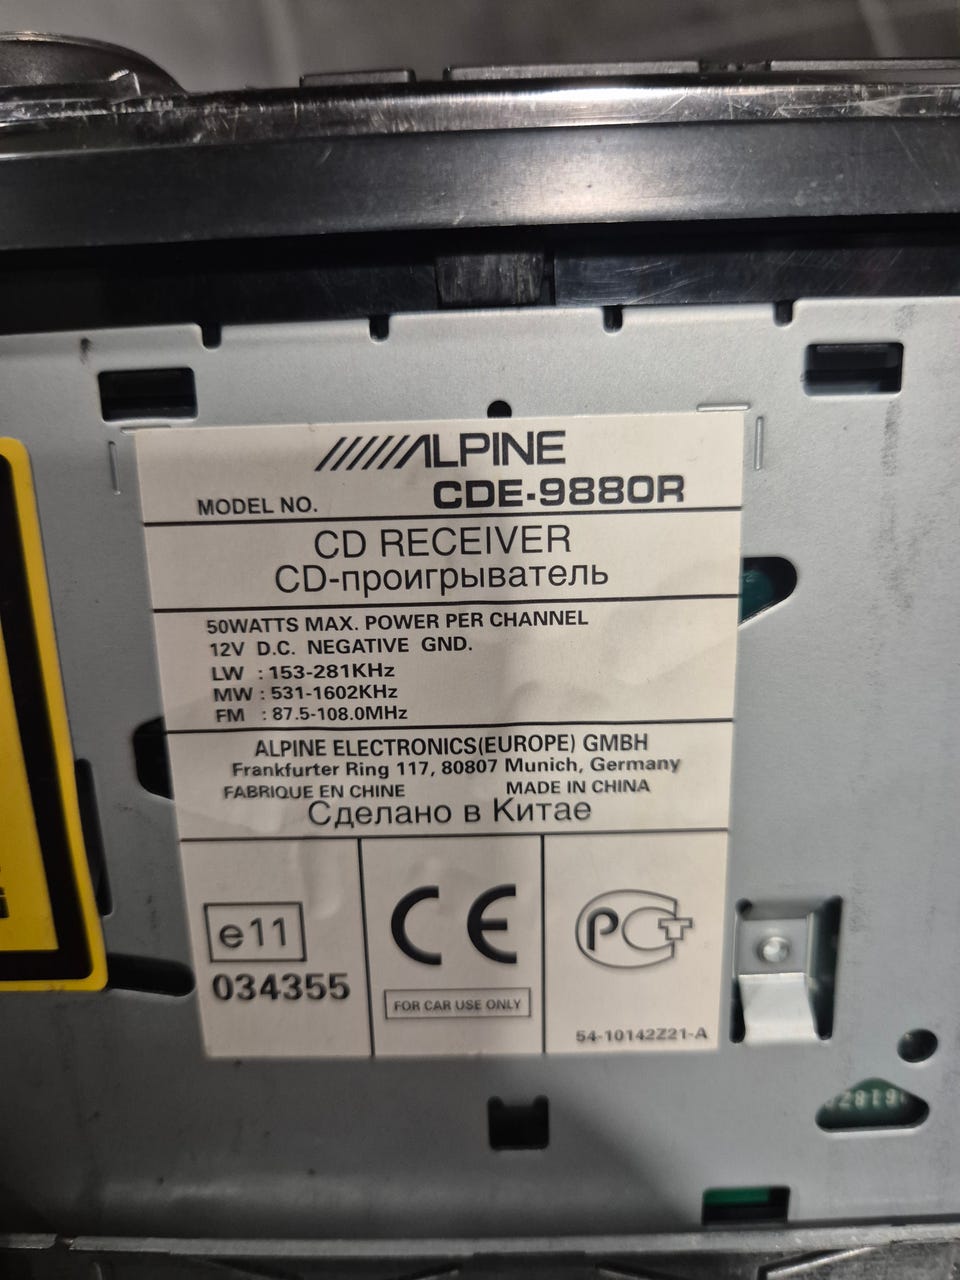 ALPINE
MODEL NO. CDE-9880R
CD RECEIVER
CD-проигрыватель
50WATTS MAX. POWER PER CHANNEL
12V D.C. NEGATIVE GND.
LW : 153-281KHz
MW : 531-1602KHz
FM : 87.5-108.0MHz
ALPINE ELECTRONICS(EUROPE) GMBH
Frankfurter Ring 117, 80807 Munich, Germany
FABRIQUE EN CHINE MADE IN CHINA
Сделано в Китае
e11
034355
CE
FOR CAR USE ONLY
РСТ
54-10142Z21-A